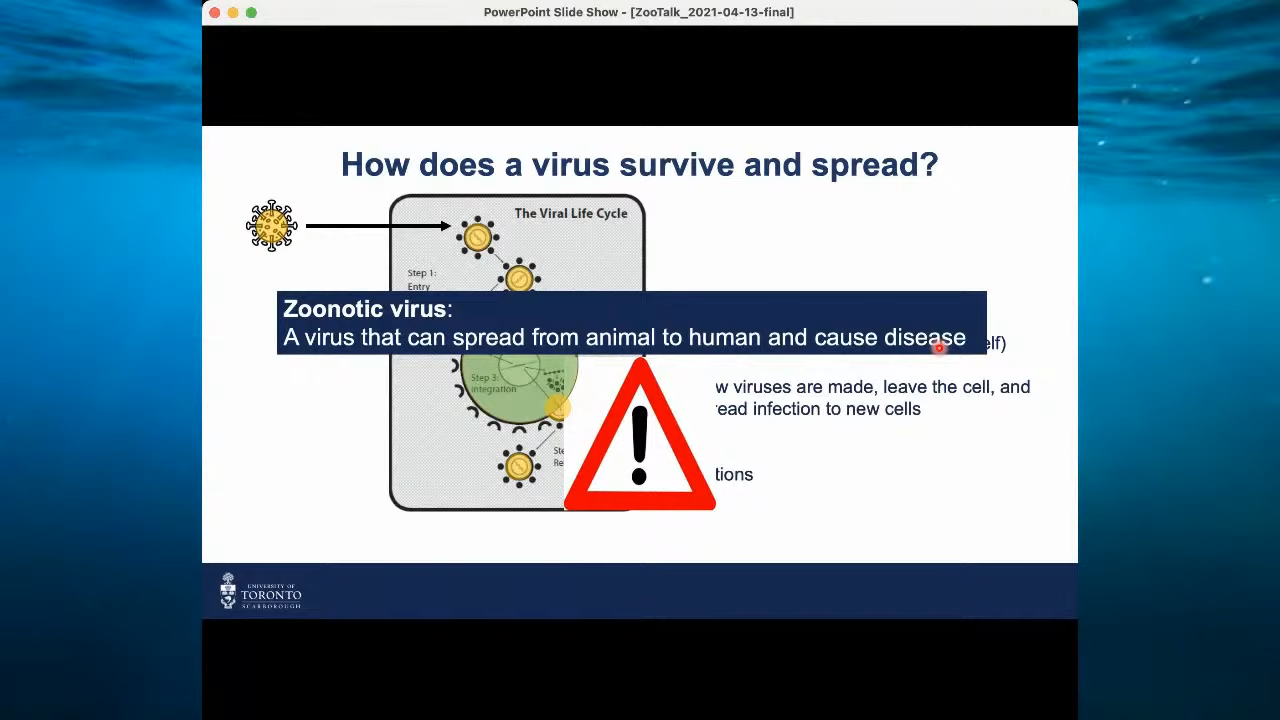 PowerPoint Slide Show - [ZooTalk_2021-04-13-final]
How does a virus survive and spread?
The Viral Life Cycle
Step 1:
Entry
Zoonotic virus:
A virus that can spread from animal to human and cause disease
elf)
Step 3:
integration
w viruses are made, leave the cell, and
read infection to new cells
Ste
Re
tions
UNIVERSITY OF
TORONTO
SCARBOROUGH